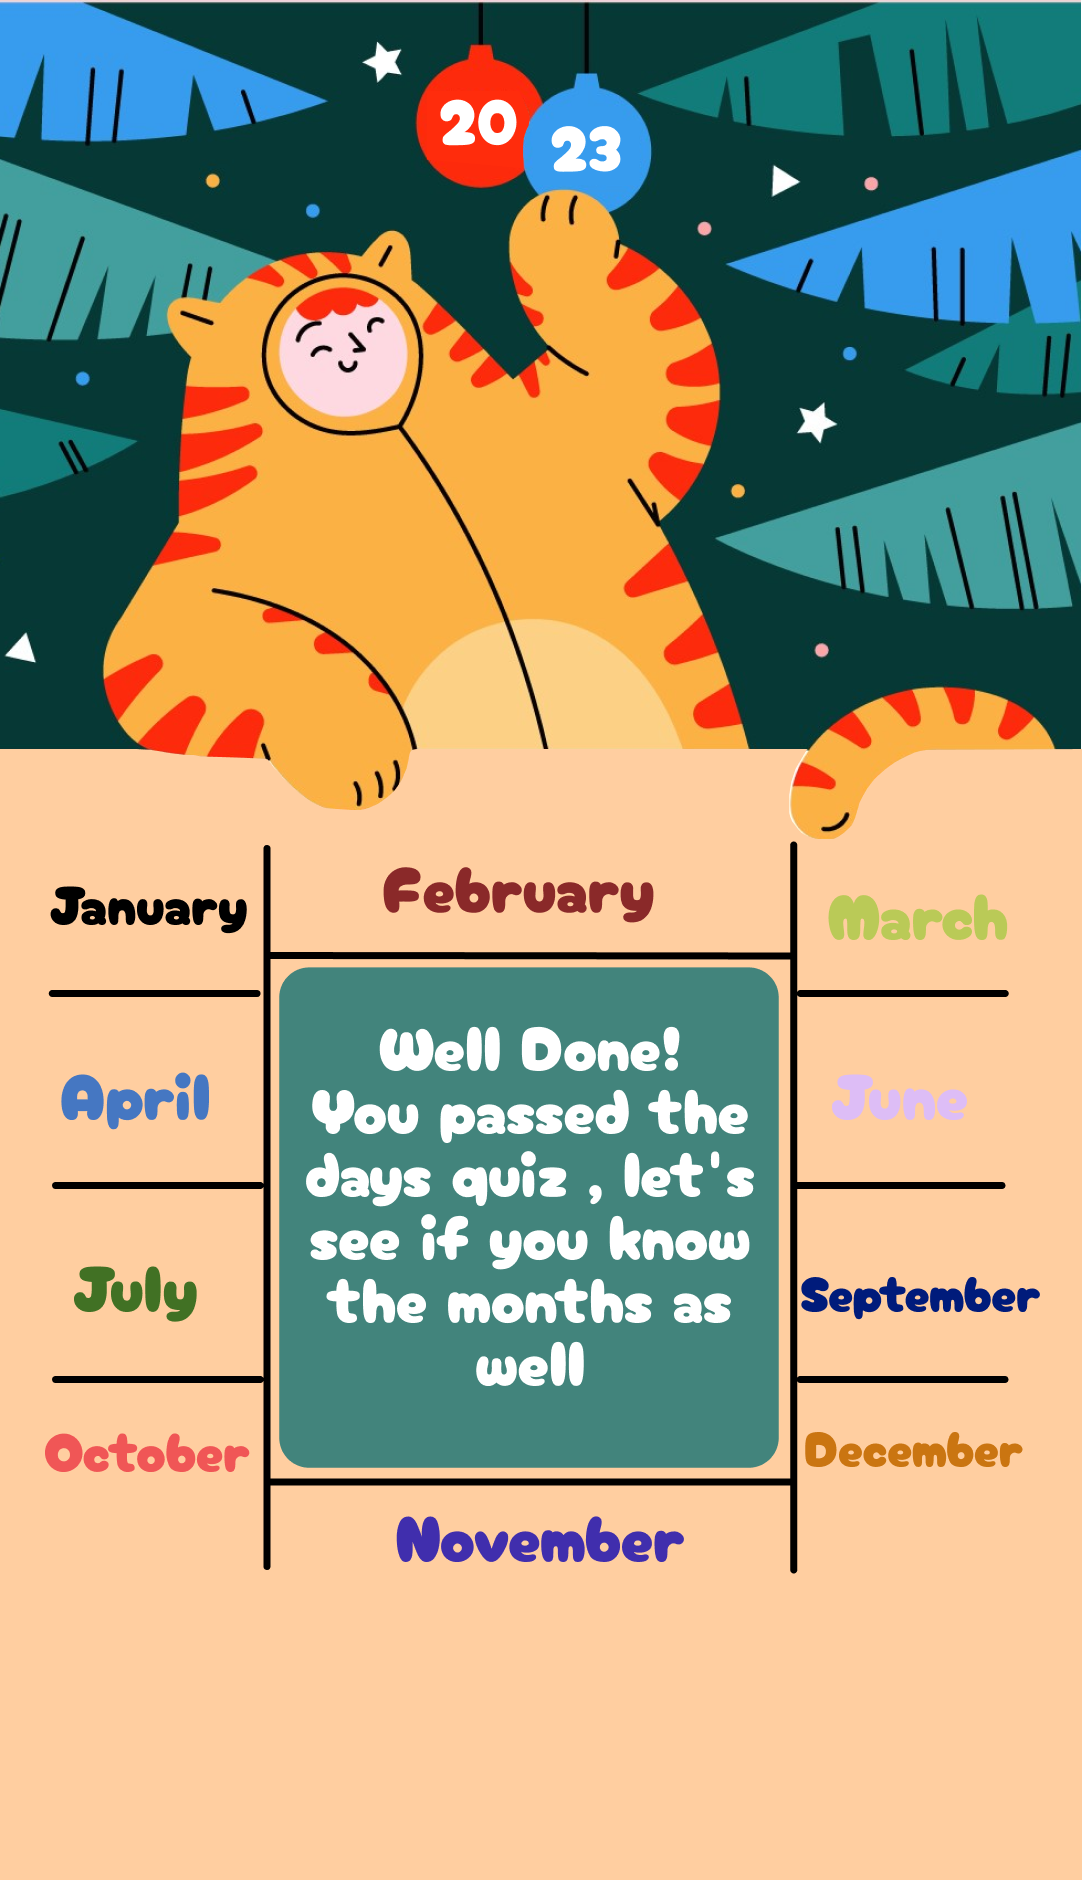 20
23
January
February
March
April
June
July
September
October
December
November
Well Done!
You passed the
days quiz , let's
see if you know
the months as
well